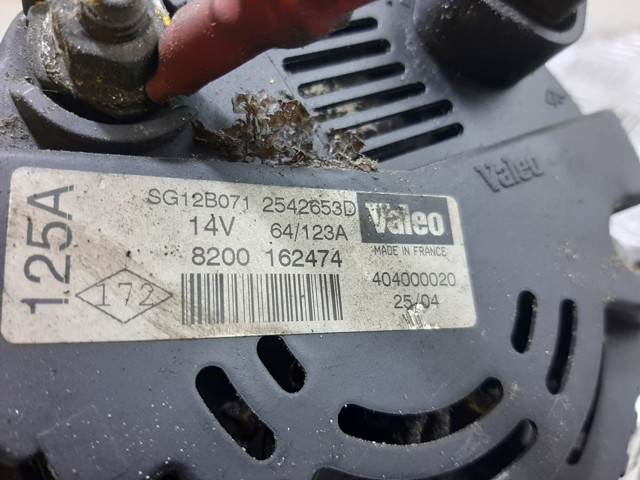 125A
SG12B071 2542653D
14V 64/123A
8200 162474
172
Valeo
MADE IN FRANCE
404000020
25/04
Valeo